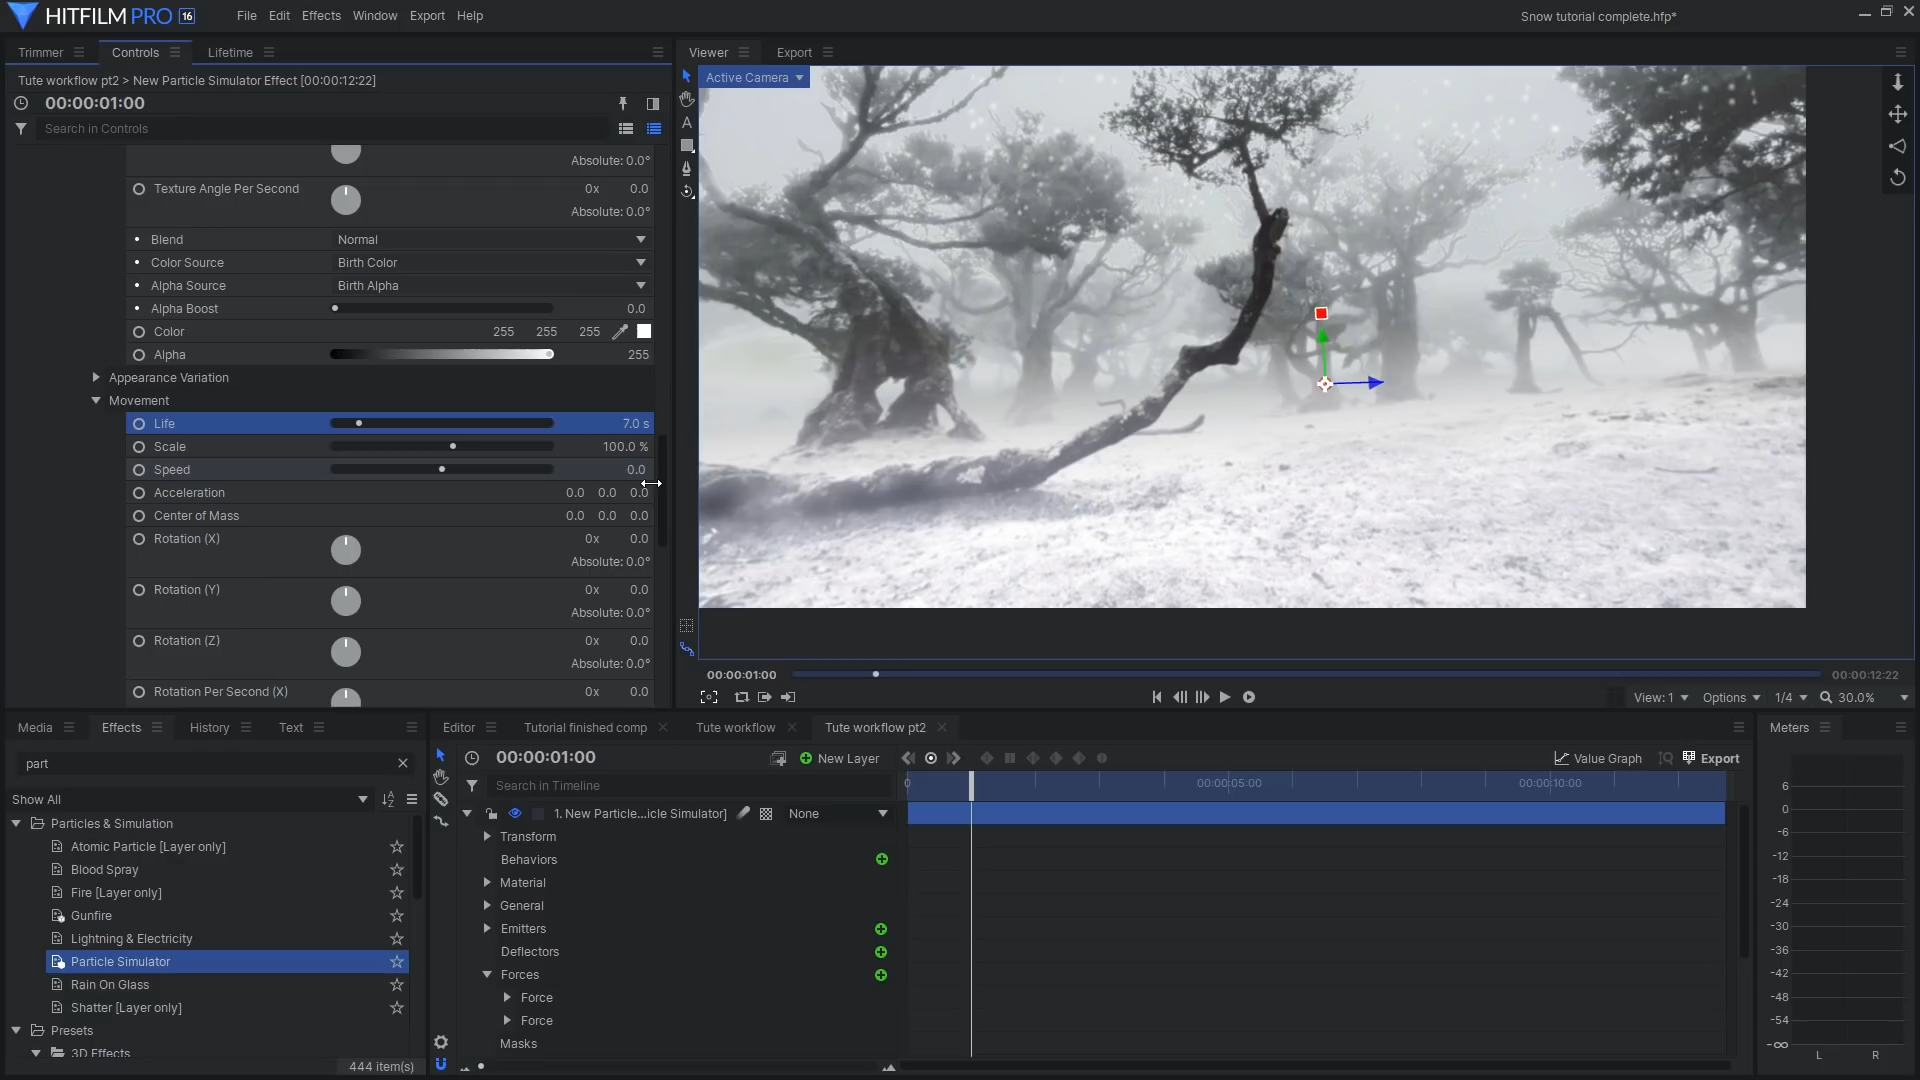 HITFILM PRO 16
File Edit Effects Window Export Help
Snow tutorial complete.hfp*
Trimmer Controls Lifetime
Viewer Export
Tute workflow pt2 > New Particle Simulator Effect [00:00:12:22]
00:00:01:00
Search in Controls
Active Camera
Absolute: 0.0°
Texture Angle Per Second 0x 0.0
Absolute: 0.0°
Blend Normal
Color Source Birth Color
Alpha Source Birth Alpha
Alpha Boost 0.0
Color 255 255 255
Alpha 255
Appearance Variation
Movement
Life 7.0 s
Scale 100.0 %
Speed 0.0
Acceleration 0.0 0.0 0.0
Center of Mass 0.0 0.0 0.0
Rotation (X) 0x 0.0
Absolute: 0.0°
Rotation (Y) 0x 0.0
Absolute: 0.0°
Rotation (Z) 0x 0.0
Absolute: 0.0°
Rotation Per Second (X) 0x 0.0
A
00:00:01:00 00:00:12:22
View: 1 Options 1/4 30.0%
Media Effects History Text
part
Show All
Particles & Simulation
Atomic Particle [Layer only]
Blood Spray
Fire [Layer only]
Gunfire
Lightning & Electricity
Particle Simulator
Rain On Glass
Shatter [Layer only]
Presets
3D Effects
444 item(s)
Editor Tutorial finished comp Tute workflow Tute workflow pt2
00:00:01:00 New Layer Value Graph Export
Search in Timeline
0 00:00:05:00 00:00:10:00
1. New Particle...icle Simulator] None
Transform
Behaviors
Material
General
Emitters
Deflectors
Forces
Force
Force
Masks
Meters
6
0
-6
-12
-18
-24
-30
-36
-42
-48
-54
-∞
L R